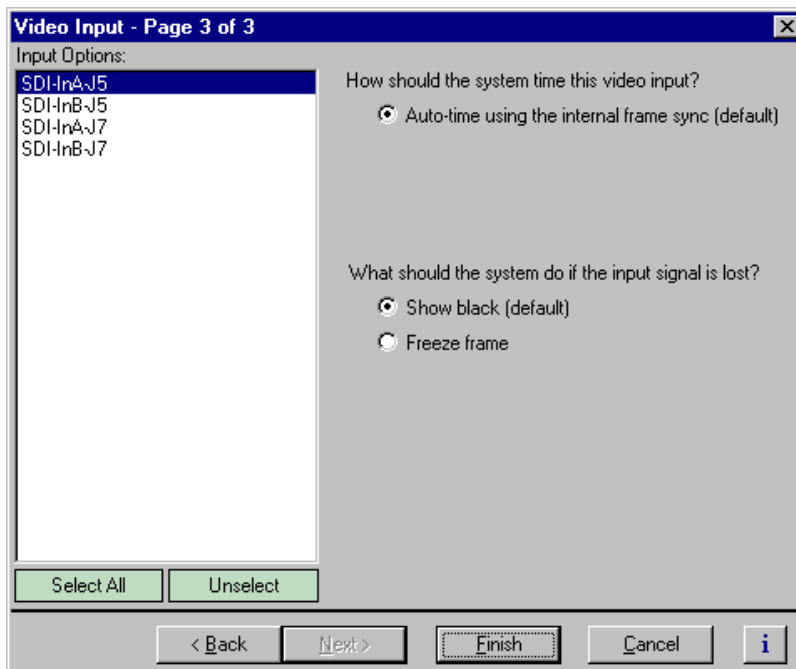 Video Input - Page 3 of 3
Input Options:
SDI-InA-J5
SDI-InB-J5
SDI-InA-J7
SDI-InB-J7
How should the system time this video input?
Auto-time using the internal frame sync (default)
What should the system do if the input signal is lost?
Show black (default)
Freeze frame
Select All
Unselect
< Back
Next >
Finish
Cancel
i